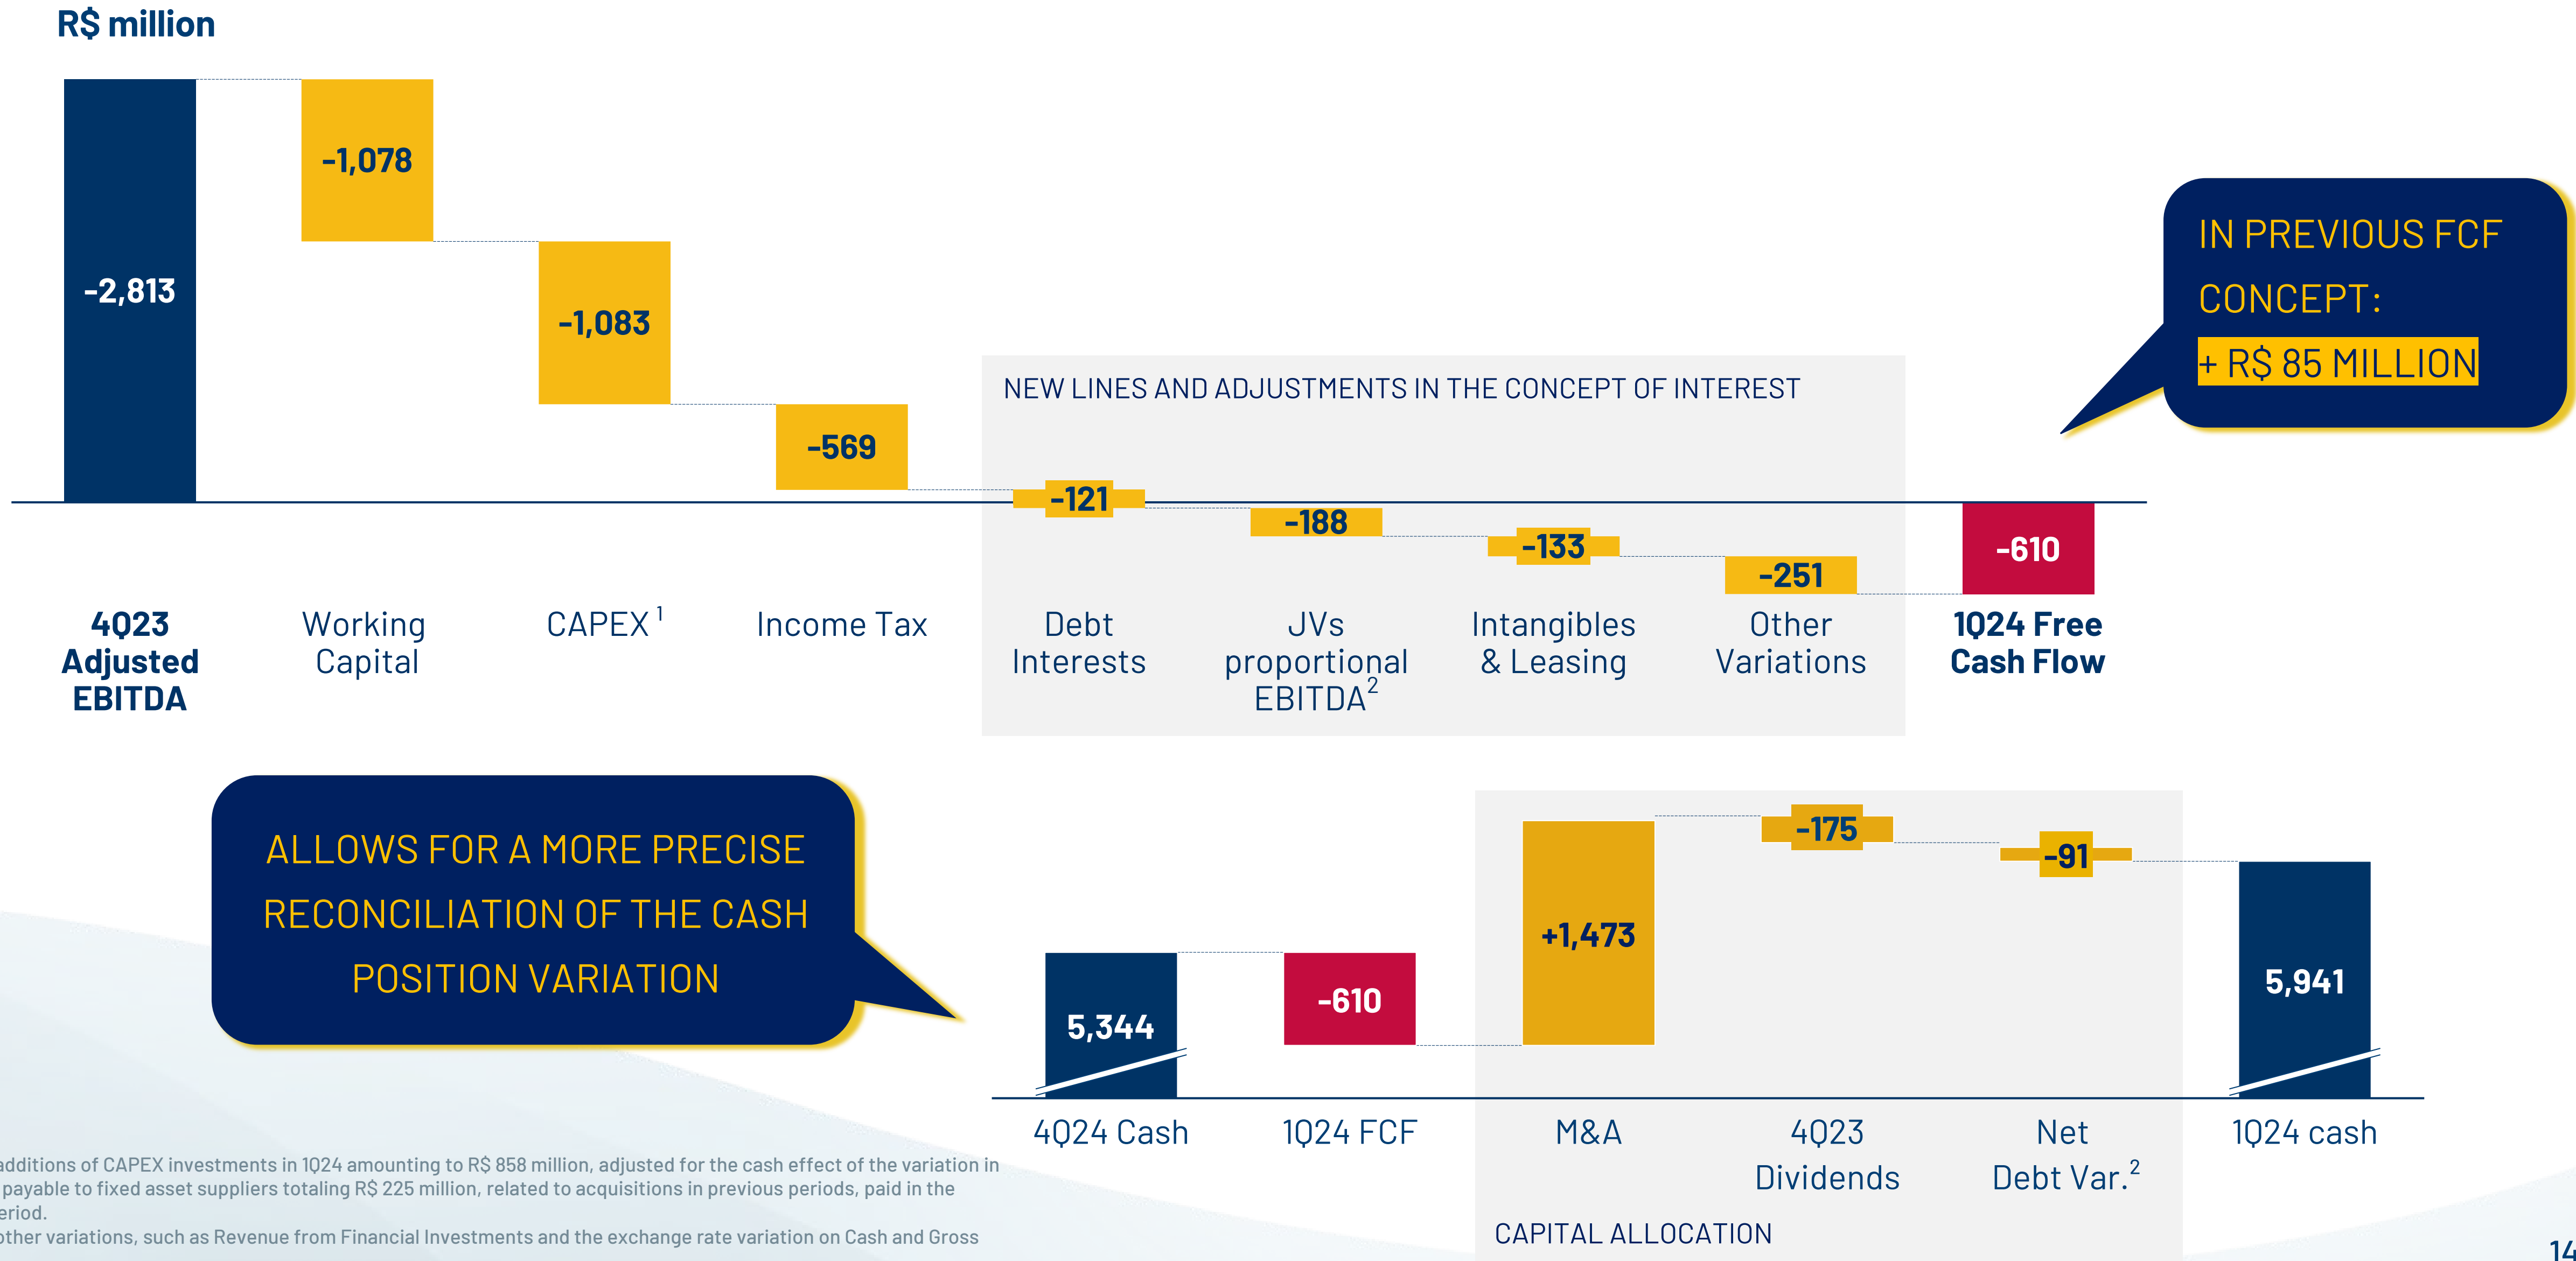 R$ million
-2,813
-1,078
-1,083
-569
-121
-188
-133
-251
-610
NEW LINES AND ADJUSTMENTS IN THE CONCEPT OF INTEREST
IN PREVIOUS FCF
CONCEPT:
+ R$ 85 MILLION
4Q23
Adjusted
EBITDA
Working
Capital
CAPEX 1
Income Tax
Debt
Interests
JVs
proportional
EBITDA2
Intangibles
& Leasing
Other
Variations
1Q24 Free
Cash Flow
ALLOWS FOR A MORE PRECISE
RECONCILIATION OF THE CASH
POSITION VARIATION
5,344
-610
+1,473
-175
-91
5,941
4Q24 Cash
1Q24 FCF
M&A
4Q23
Dividends
Net
Debt Var.2
1Q24 cash
CAPITAL ALLOCATION
additions of CAPEX investments in 1Q24 amounting to R$ 858 million, adjusted for the cash effect of the variation in
payable to fixed asset suppliers totaling R$ 225 million, related to acquisitions in previous periods, paid in the
eriod.
other variations, such as Revenue from Financial Investments and the exchange rate variation on Cash and Gross
14